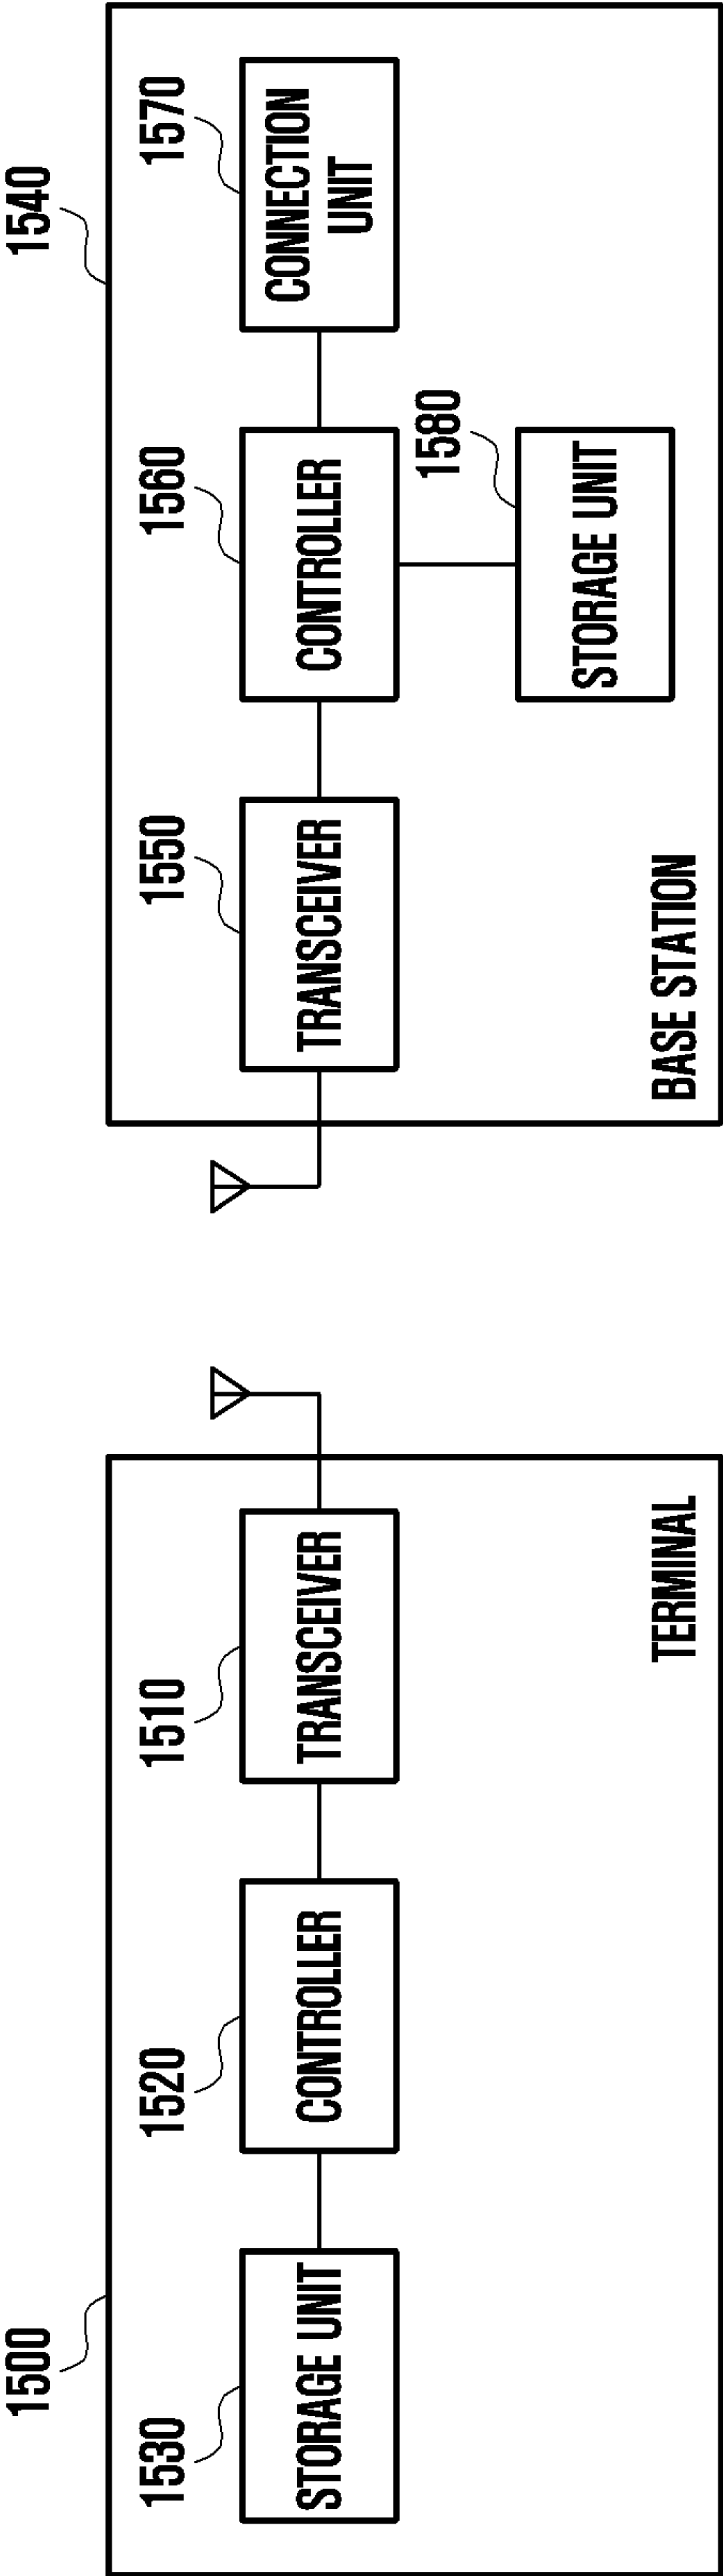 1500
1530
STORAGE UNIT
1520
CONTROLLER
1510
TRANSCEIVER
TERMINAL
1540
1550
TRANSCEIVER
1560
CONTROLLER
1570
CONNECTION
UNIT
1580
STORAGE UNIT
BASE STATION